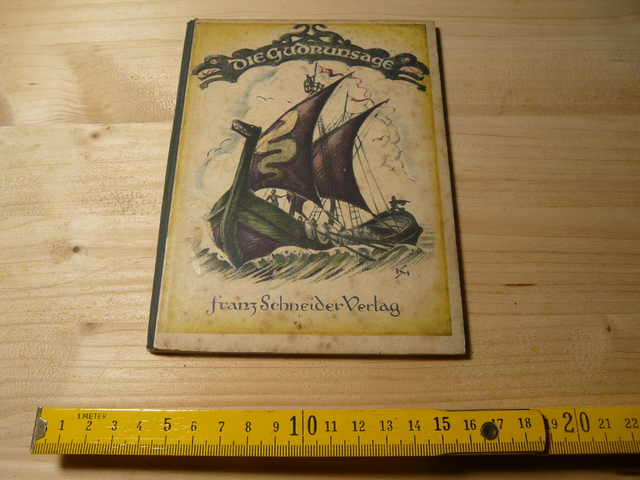 DIE GUDRUNSAGE
Franz Schneider Verlag
1 METER
1 2 3 4 5 6 7 8 9 10 11 12 13 14 15 16 17 18 20 21 22